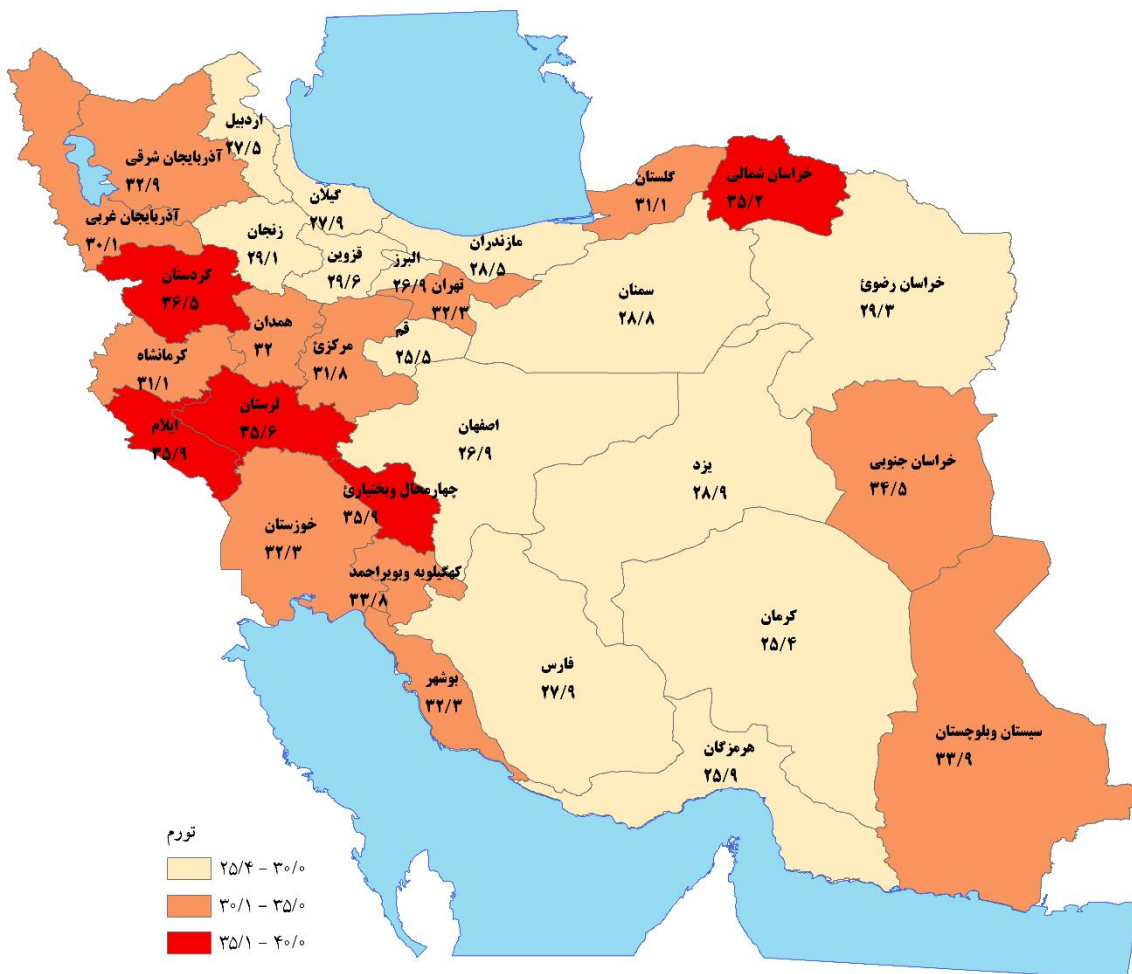 اردبیل
۲۷/۵
آذربایجان شرقی
۳۲/۹
آذربایجان غربی
۳۰/۱
گیلان
۲۷/۹
زنجان
۲۹/۱
قزوین
۲۹/۶
البرز
۲۶/۹
مازندران
۲۸/۵
تهران
۳۲/۳
گلستان
۳۱/۱
خراسان شمالی
۳۵/۲
خراسان رضوئ
۲۹/۳
سمنان
۲۸/۸
کردستان
۳۶/۵
همدان
۳۲
مرکزئ
۳۱/۸
قم
۲۵/۵
کرمانشاه
۳۱/۱
ایلام
۳۵/۹
لرستان
۳۵/۶
اصفهان
۲۶/۹
یزد
۲۸/۹
خراسان جنوبی
۳۴/۵
چهارمحال وبختیارئ
۳۵/۹
خوزستان
۳۲/۳
کهگیلویه وبویراحمد
۳۳/۸
کرمان
۲۵/۴
فارس
۲۷/۹
بوشهر
۳۲/۳
سیستان وبلوچستان
۳۳/۹
هرمزگان
۲۵/۹
تورم
۲۵/۴ – ۳۰/۰
۳۰/۱ – ۳۵/۰
۳۵/۱ – ۴۰/۰